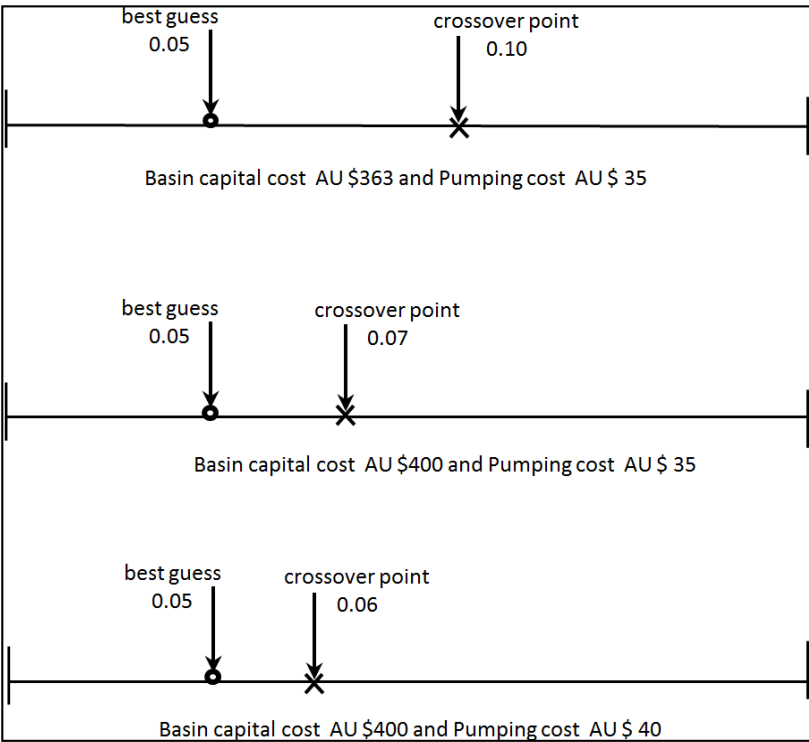 best guess
0.05
crossover point
0.10
Basin capital cost AU $363 and Pumping cost AU $ 35
best guess
0.05
crossover point
0.07
Basin capital cost AU $400 and Pumping cost AU $ 35
best guess
0.05
crossover point
0.06
Basin capital cost AU $400 and Pumping cost AU $ 40